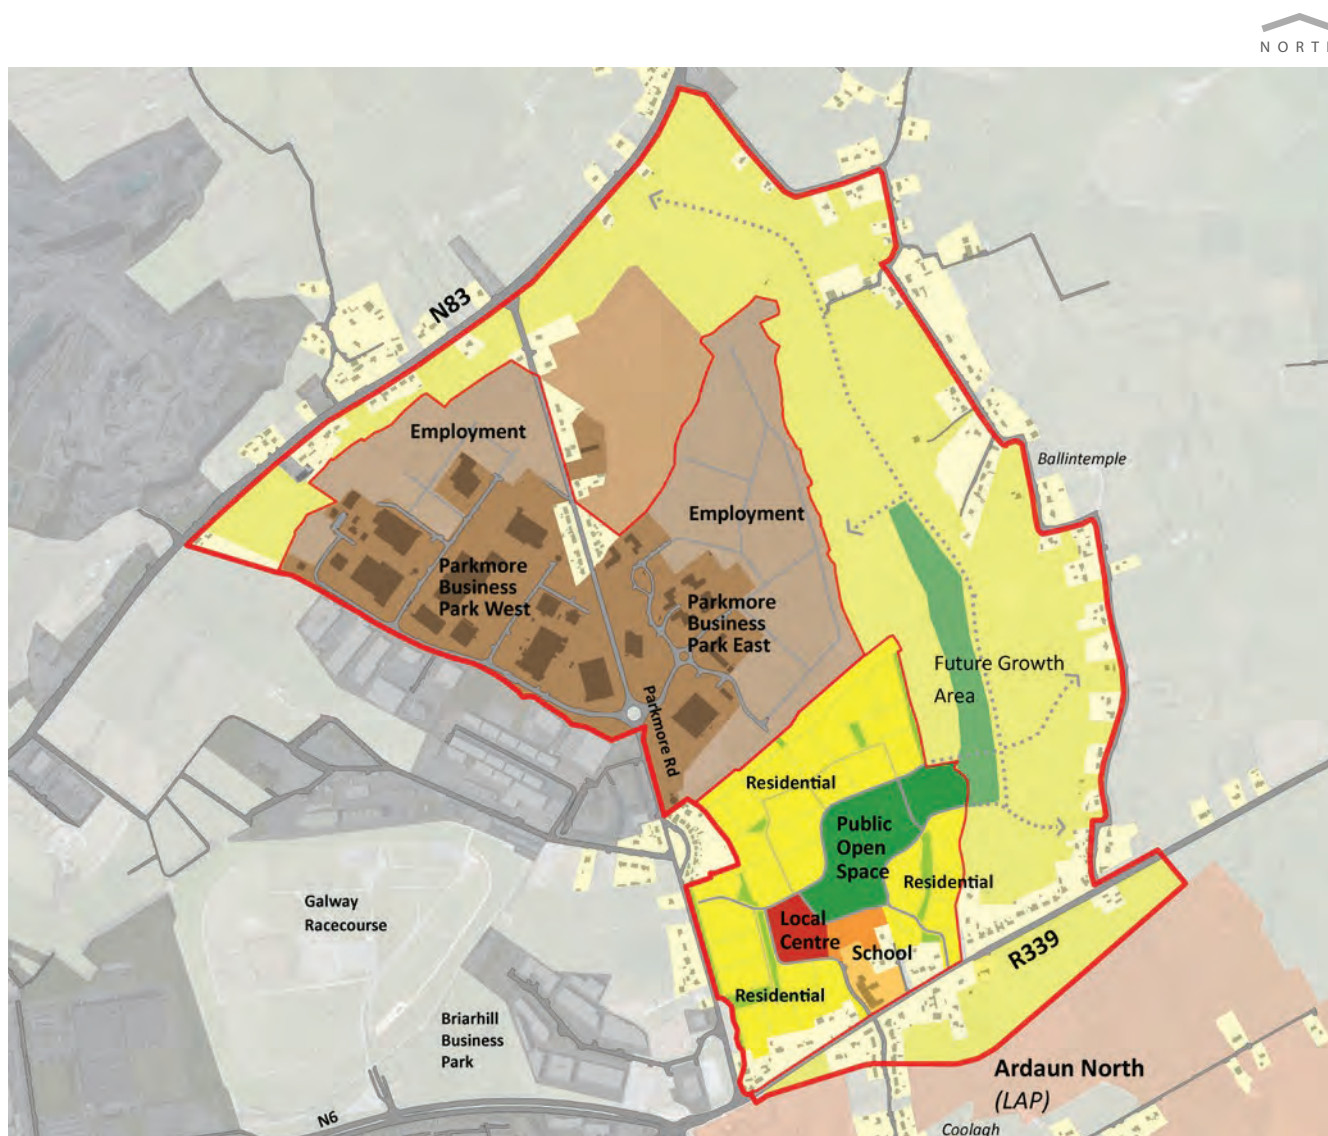 NORTH
N83
Employment
Ballintemple
Employment
Parkmore
Business
Park West
Parkmore
Business
Park East
Future Growth
Area
Parkmore Rd
Residential
Public
Open
Space
Residential
Galway
Racecourse
Local
Centre
School
R339
Residential
Briarhill
Business
Park
Ardaun North
(LAP)
N6
Coolagh